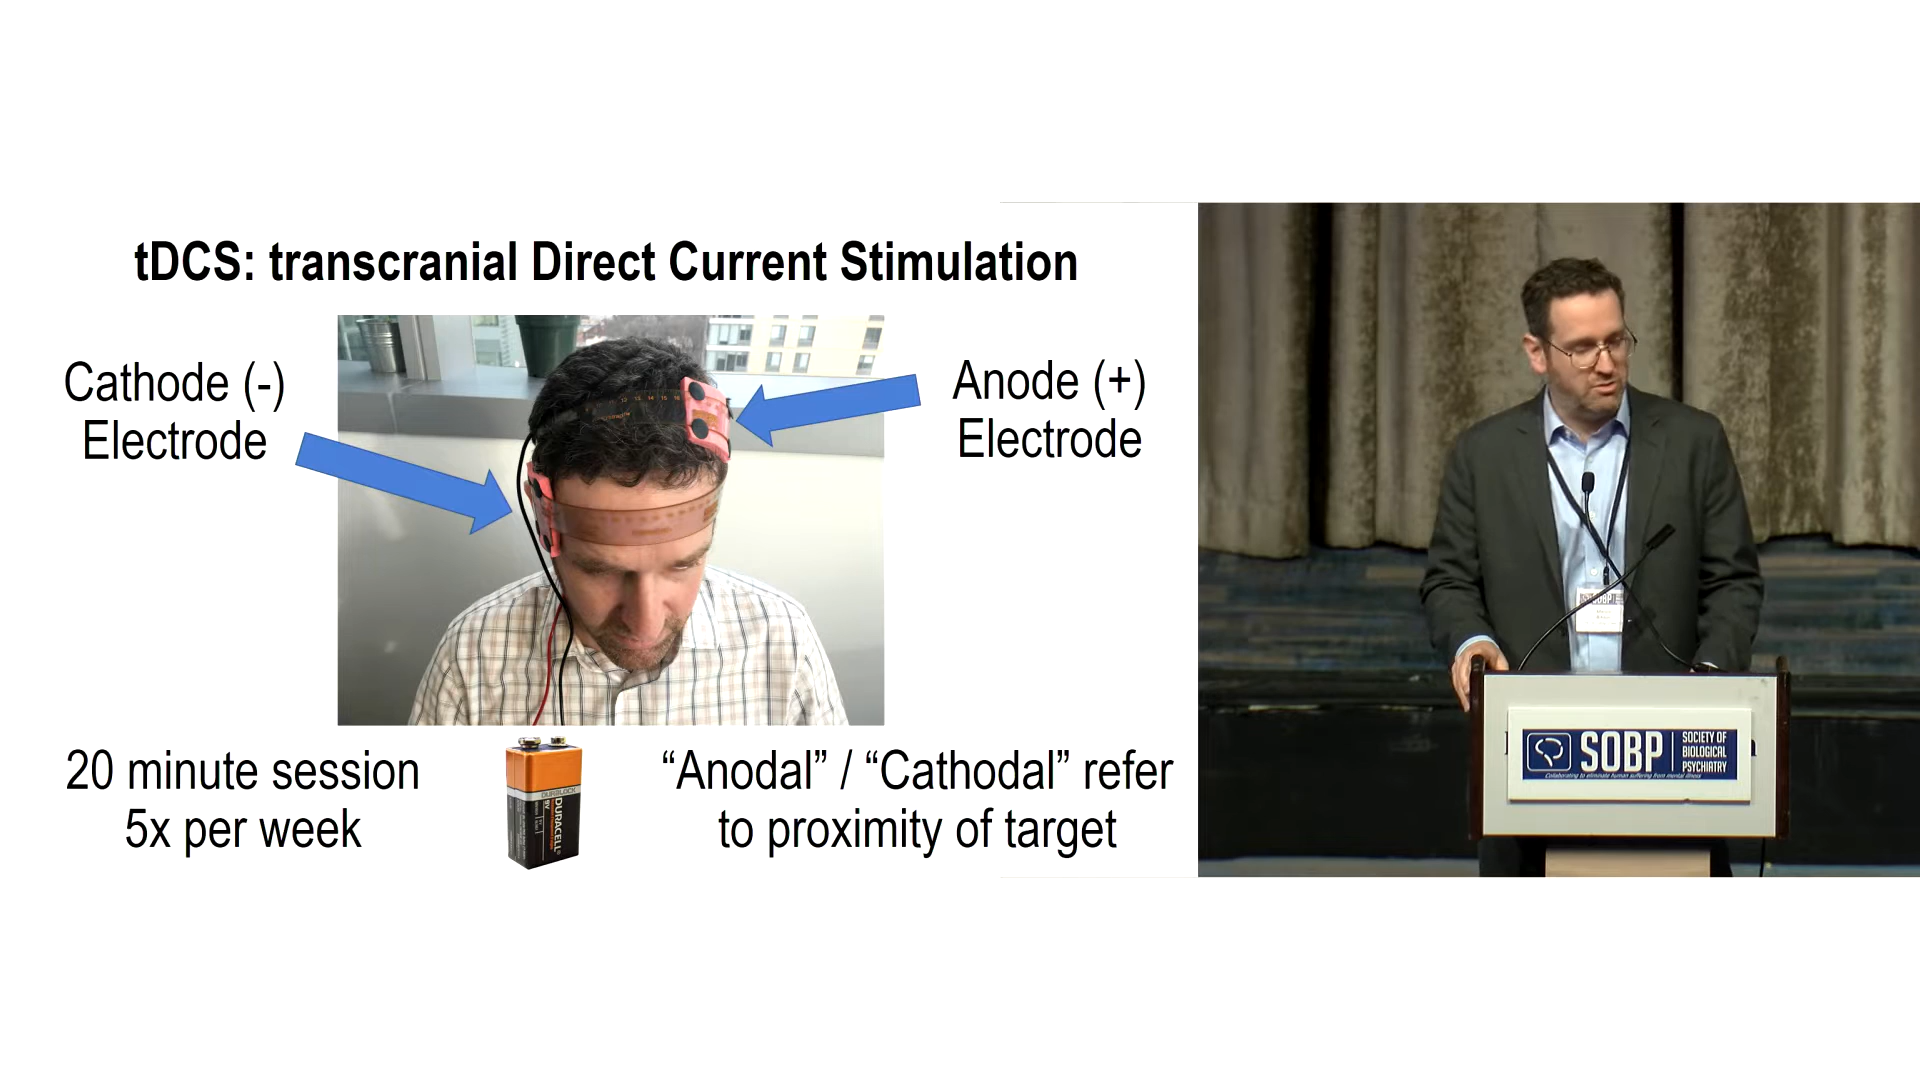 tDCS: transcranial Direct Current Stimulation
Cathode (-)
Electrode
Anode (+)
Electrode
20 minute session
5x per week
DURACELL
“Anodal” / “Cathodal” refer
to proximity of target
SOBP
SOBP
SOCIETY OF
BIOLOGICAL
PSYCHIATRY
Collaborating to eliminate human suffering from mental illness